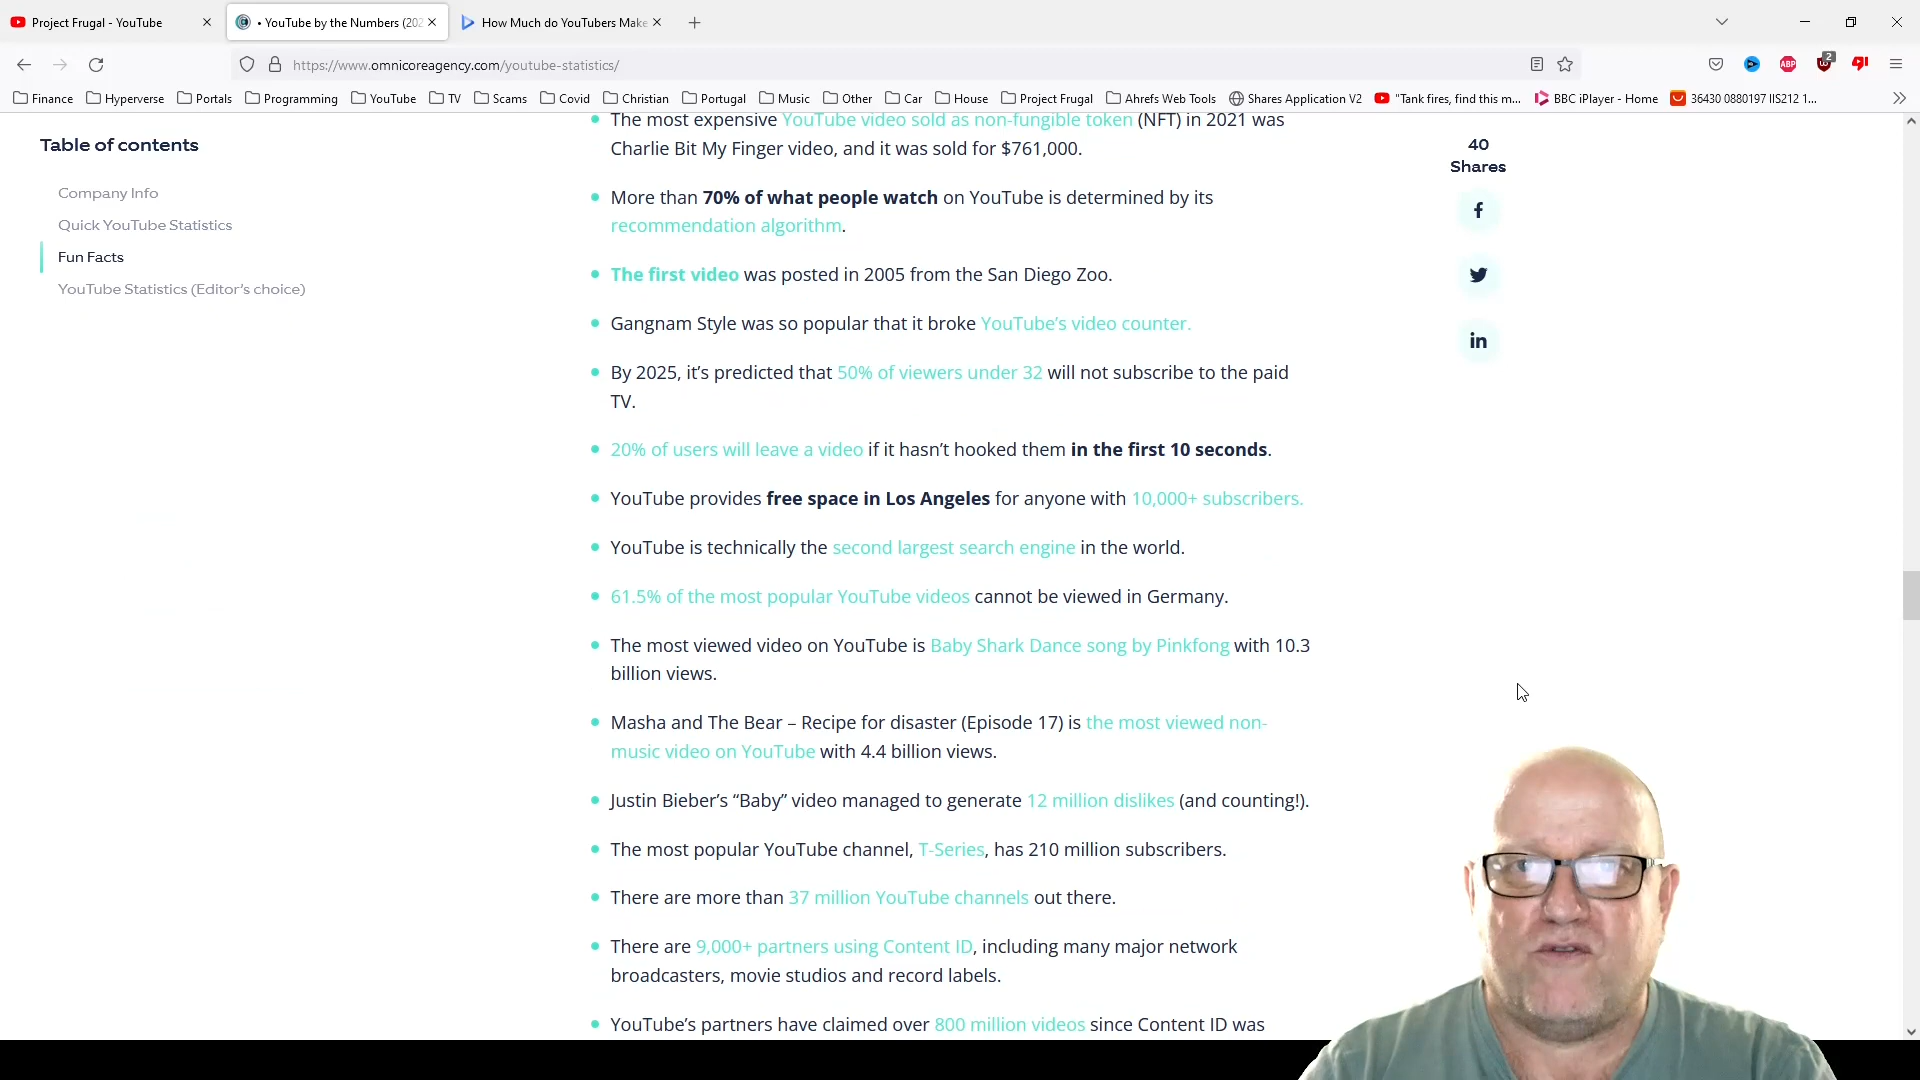 Project Frugal - YouTube
• YouTube by the Numbers (202
How Much do YouTubers Make
https://www.omnicoreagency.com/youtube-statistics/
ABP
2
Finance
Hyperverse
Portals
Programming
YouTube
TV
Scams
Covid
Christian
Portugal
Music
Other
Car
House
Project Frugal
Ahrefs Web Tools
Shares Application V2
"Tank fires, find this m...
BBC iPlayer - Home
36430 0880197 IIS212 1...
Table of contents
Company Info
Quick YouTube Statistics
Fun Facts
YouTube Statistics (Editor’s choice)
The most expensive YouTube video sold as non-fungible token (NFT) in 2021 was
Charlie Bit My Finger video, and it was sold for $761,000.
More than 70% of what people watch on YouTube is determined by its
recommendation algorithm.
The first video was posted in 2005 from the San Diego Zoo.
Gangnam Style was so popular that it broke YouTube’s video counter.
By 2025, it’s predicted that 50% of viewers under 32 will not subscribe to the paid
TV.
20% of users will leave a video if it hasn’t hooked them in the first 10 seconds.
YouTube provides free space in Los Angeles for anyone with 10,000+ subscribers.
YouTube is technically the second largest search engine in the world.
61.5% of the most popular YouTube videos cannot be viewed in Germany.
The most viewed video on YouTube is Baby Shark Dance song by Pinkfong with 10.3
billion views.
Masha and The Bear – Recipe for disaster (Episode 17) is the most viewed non-
music video on YouTube with 4.4 billion views.
Justin Bieber’s “Baby” video managed to generate 12 million dislikes (and counting!).
The most popular YouTube channel, T-Series, has 210 million subscribers.
There are more than 37 million YouTube channels out there.
There are 9,000+ partners using Content ID, including many major network
broadcasters, movie studios and record labels.
YouTube’s partners have claimed over 800 million videos since Content ID was
40
Shares